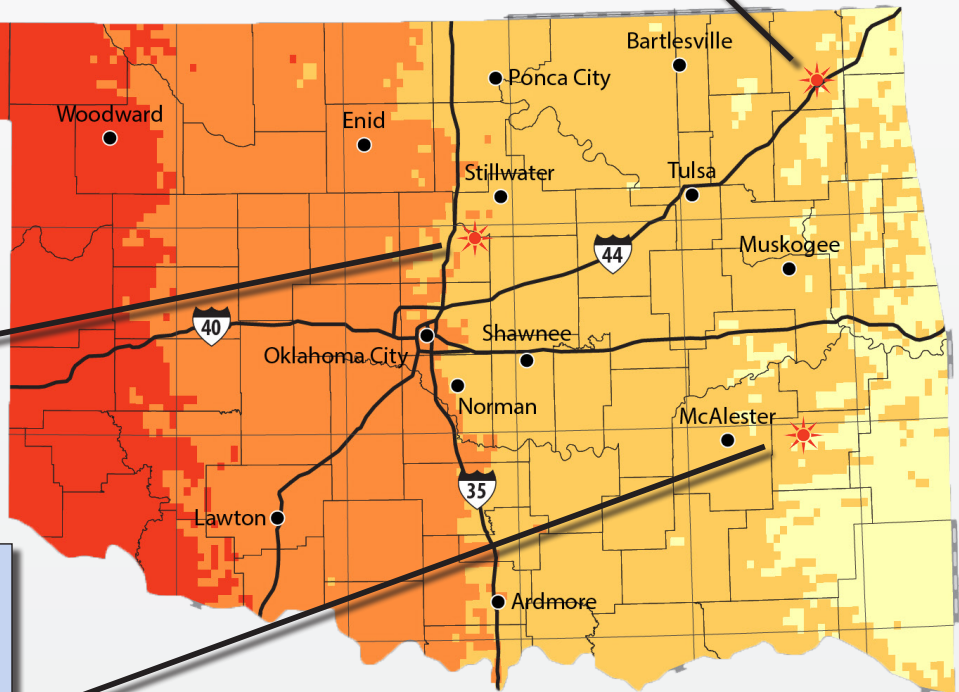 Bartlesville
Ponca City
Woodward
Enid
Stillwater
Tulsa
44
Muskogee
40
Shawnee
Oklahoma City
Norman
McAlester
35
Lawton
Ardmore